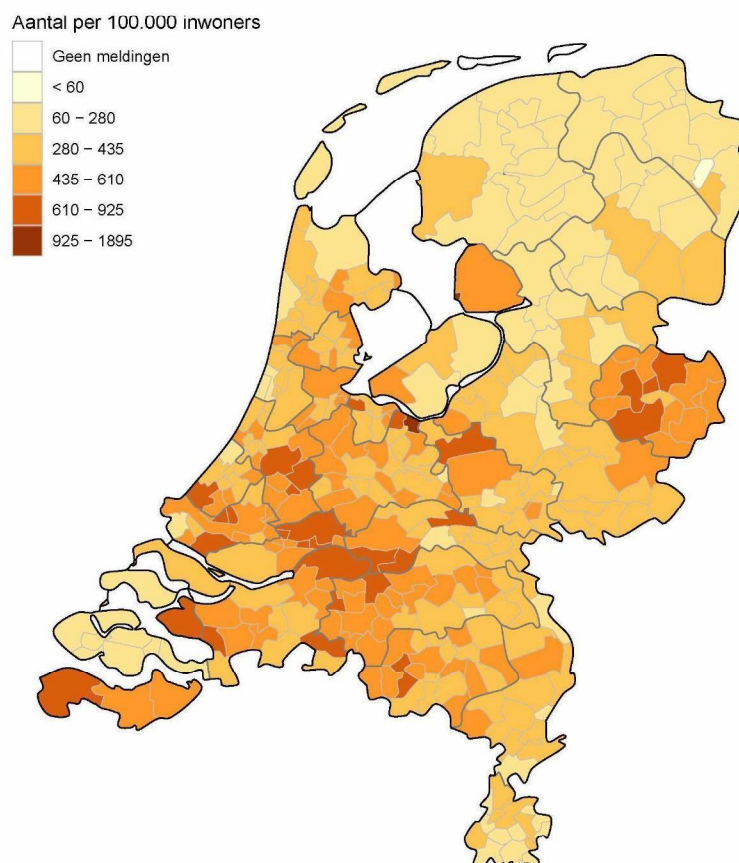 Aantal per 100.000 inwoners
Geen meldingen
< 60
60 – 280
280 – 435
435 – 610
610 – 925
925 – 1895